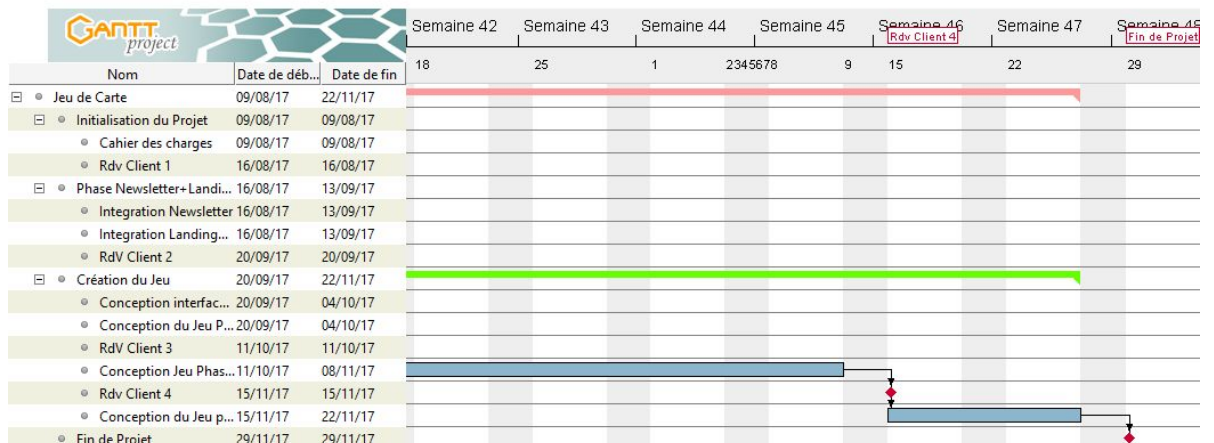 GANTT project
Semaine 42 Semaine 43 Semaine 44 Semaine 45 Semaine 46 Semaine 47 Semaine 48
Rdv Client 4 Fin de Projet
18 25 1 2345678 9 15 22 29
Nom Date de déb... Date de fin
Jeu de Carte 09/08/17 22/11/17
Initialisation du Projet 09/08/17 09/08/17
Cahier des charges 09/08/17 09/08/17
Rdv Client 1 16/08/17 16/08/17
Phase Newsletter+Landi... 16/08/17 13/09/17
Integration Newsletter 16/08/17 13/09/17
Integration Landing... 16/08/17 13/09/17
RdV Client 2 20/09/17 20/09/17
Création du Jeu 20/09/17 22/11/17
Conception interfac... 20/09/17 04/10/17
Conception du Jeu P... 20/09/17 04/10/17
RdV Client 3 11/10/17 11/10/17
Conception Jeu Phas... 11/10/17 08/11/17
Rdv Client 4 15/11/17 15/11/17
Conception du Jeu p... 15/11/17 22/11/17
Fin de Projet 29/11/17 29/11/17